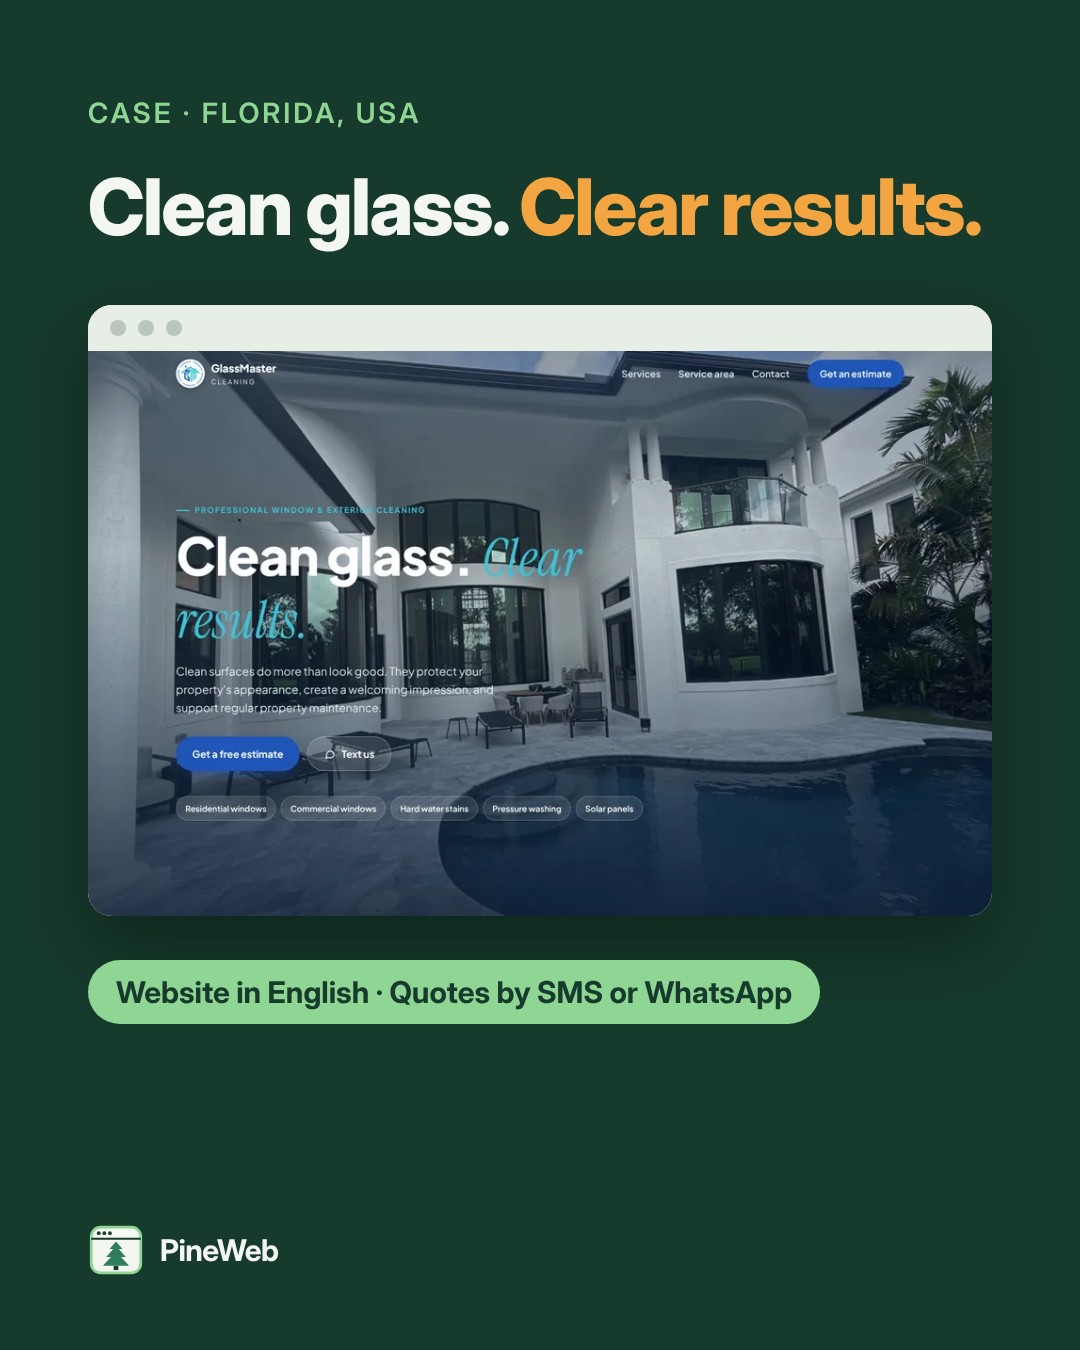 CASE · FLORIDA, USA
Clean glass. Clear results.
GlassMaster
CLEANING
Services Service area Contact Get an estimate
PROFESSIONAL WINDOW & EXTERIOR CLEANING
Clean glass. Clear
results.
Clean surfaces do more than look good. They protect your
property's appearance, create a welcoming impression, and
support regular property maintenance.
Get a free estimate Text us
Residential windows Commercial windows Hard water stains Pressure washing Solar panels
Website in English · Quotes by SMS or WhatsApp
PineWeb